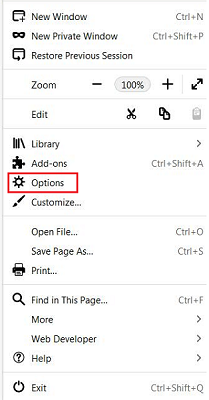 New Window Ctrl+N
New Private Window Ctrl+Shift+P
Restore Previous Session
Zoom − 100% +
Edit
Library
Add-ons Ctrl+Shift+A
Options
Customize...
Open File... Ctrl+O
Save Page As... Ctrl+S
Print...
Find in This Page... Ctrl+F
More
Web Developer
Help
Exit Ctrl+Shift+Q